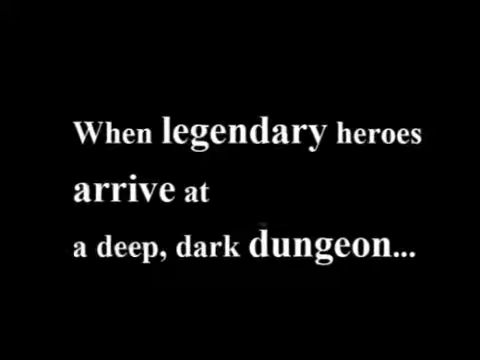 When legendary heroes
arrive at
a deep, dark dungeon...